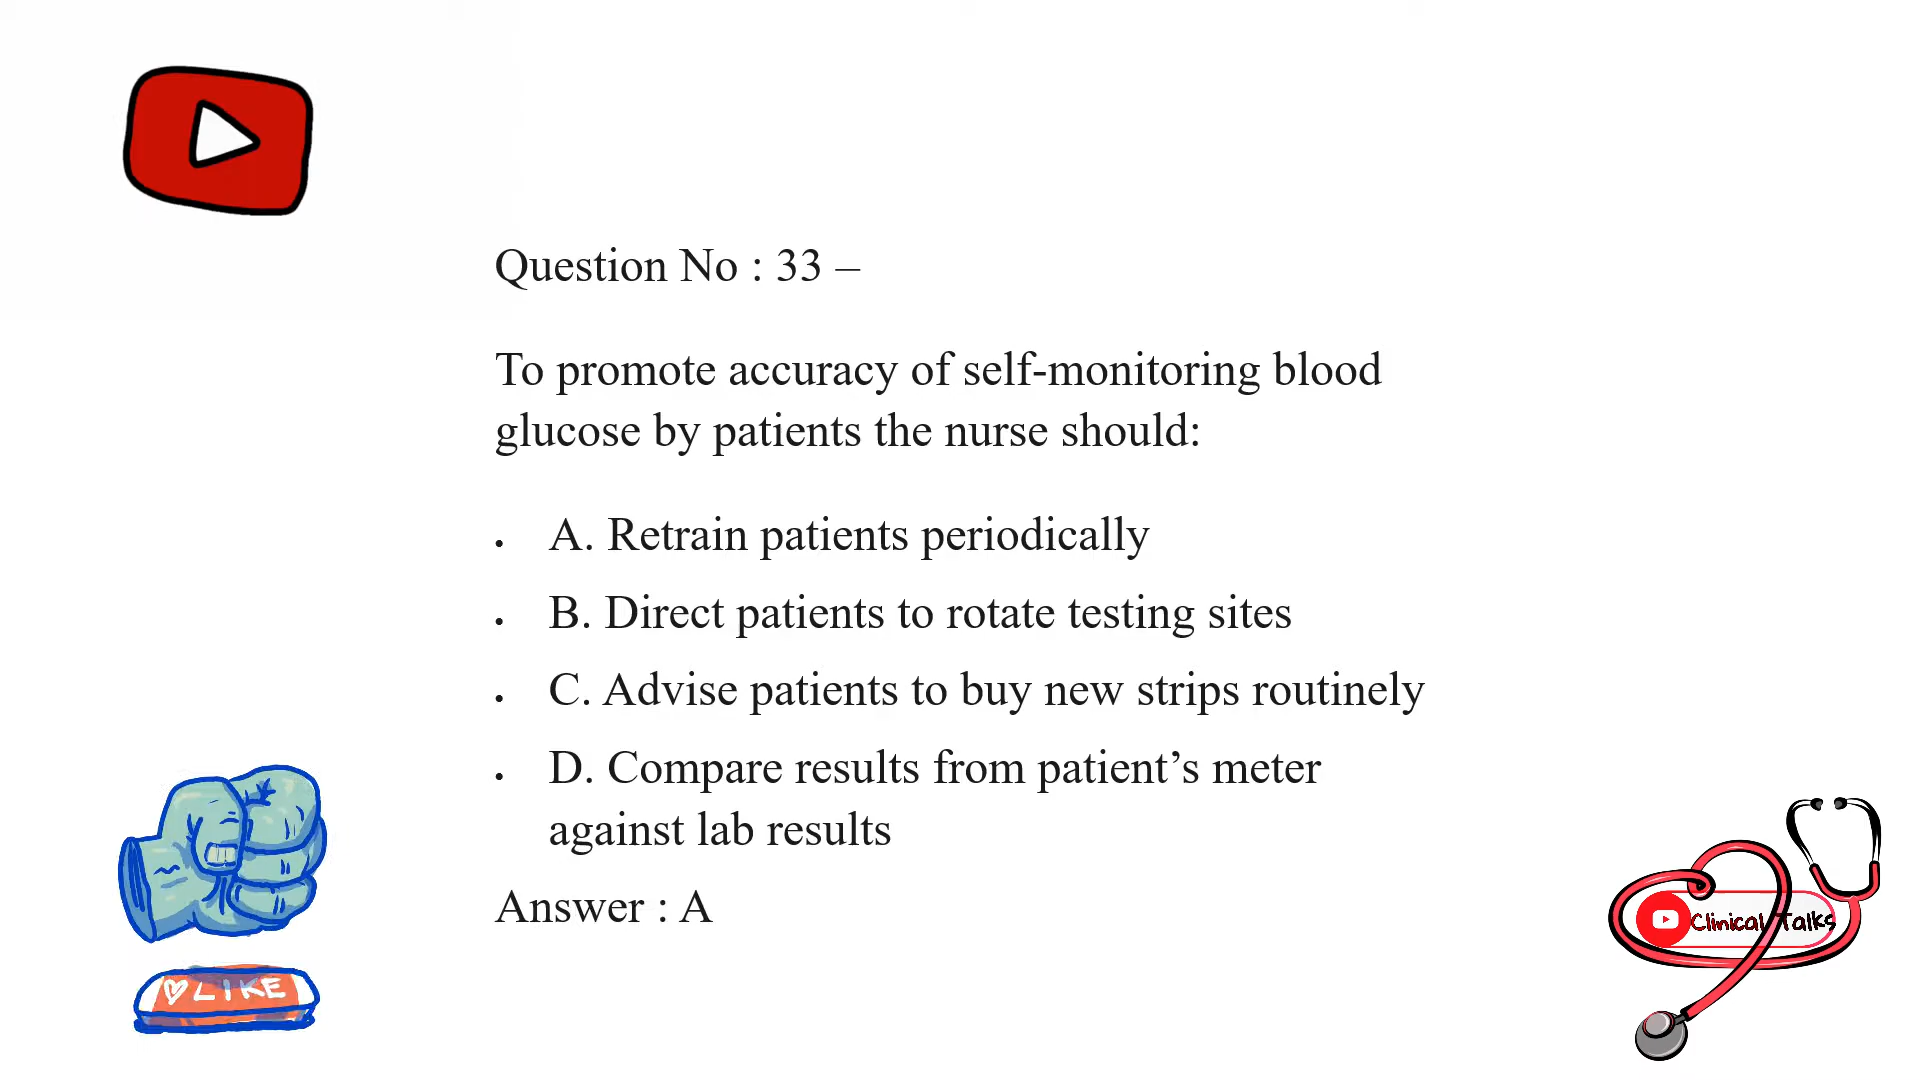 Question No : 33 –
To promote accuracy of self-monitoring blood
glucose by patients the nurse should:
• A. Retrain patients periodically
• B. Direct patients to rotate testing sites
• C. Advise patients to buy new strips routinely
• D. Compare results from patient’s meter
against lab results
Answer : A
LIKE
Clinical Talks